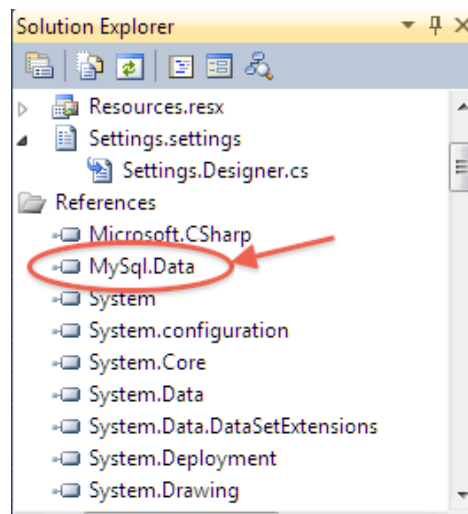 Solution Explorer
Resources.resx
Settings.settings
Settings.Designer.cs
References
Microsoft.CSharp
MySql.Data
System
System.configuration
System.Core
System.Data
System.Data.DataSetExtensions
System.Deployment
System.Drawing